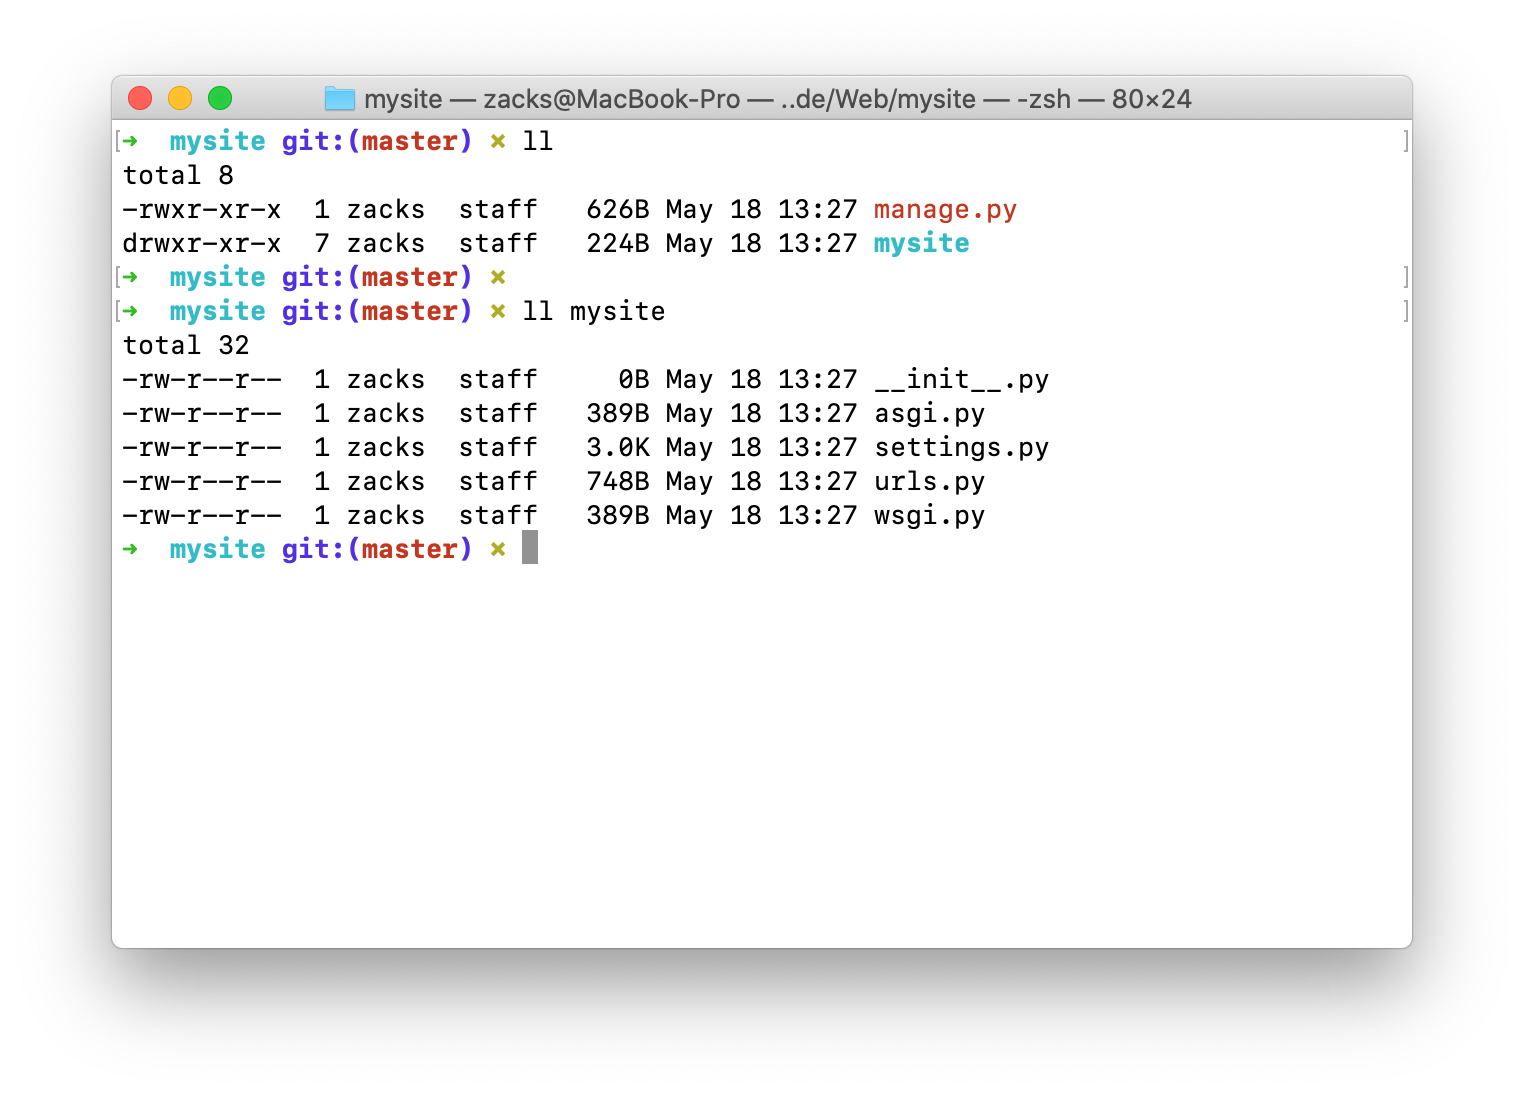 mysite — zacks@MacBook-Pro — ..de/Web/mysite — -zsh — 80×24
[➜  mysite git:(master) ✗ ll ]
total 8
-rwxr-xr-x  1 zacks  staff   626B May 18 13:27 manage.py
drwxr-xr-x  7 zacks  staff   224B May 18 13:27 mysite
[➜  mysite git:(master) ✗ ]
[➜  mysite git:(master) ✗ ll mysite ]
total 32
-rw-r--r--  1 zacks  staff     0B May 18 13:27 __init__.py
-rw-r--r--  1 zacks  staff   389B May 18 13:27 asgi.py
-rw-r--r--  1 zacks  staff   3.0K May 18 13:27 settings.py
-rw-r--r--  1 zacks  staff   748B May 18 13:27 urls.py
-rw-r--r--  1 zacks  staff   389B May 18 13:27 wsgi.py
➜  mysite git:(master) ✗